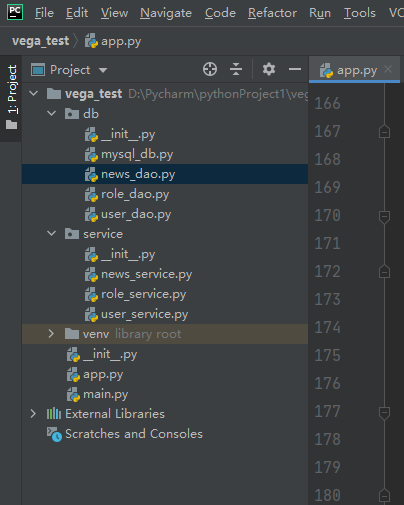 PC File Edit View Navigate Code Refactor Run Tools VC
vega_test app.py
1: Project
Project
app.py
vega_test D:\Pycharm\pythonProject1\veg
db
__init__.py
mysql_db.py
news_dao.py
role_dao.py
user_dao.py
service
__init__.py
news_service.py
role_service.py
user_service.py
venv library root
__init__.py
app.py
main.py
External Libraries
Scratches and Consoles
166
167
168
169
170
171
172
173
174
175
176
177
178
179
180